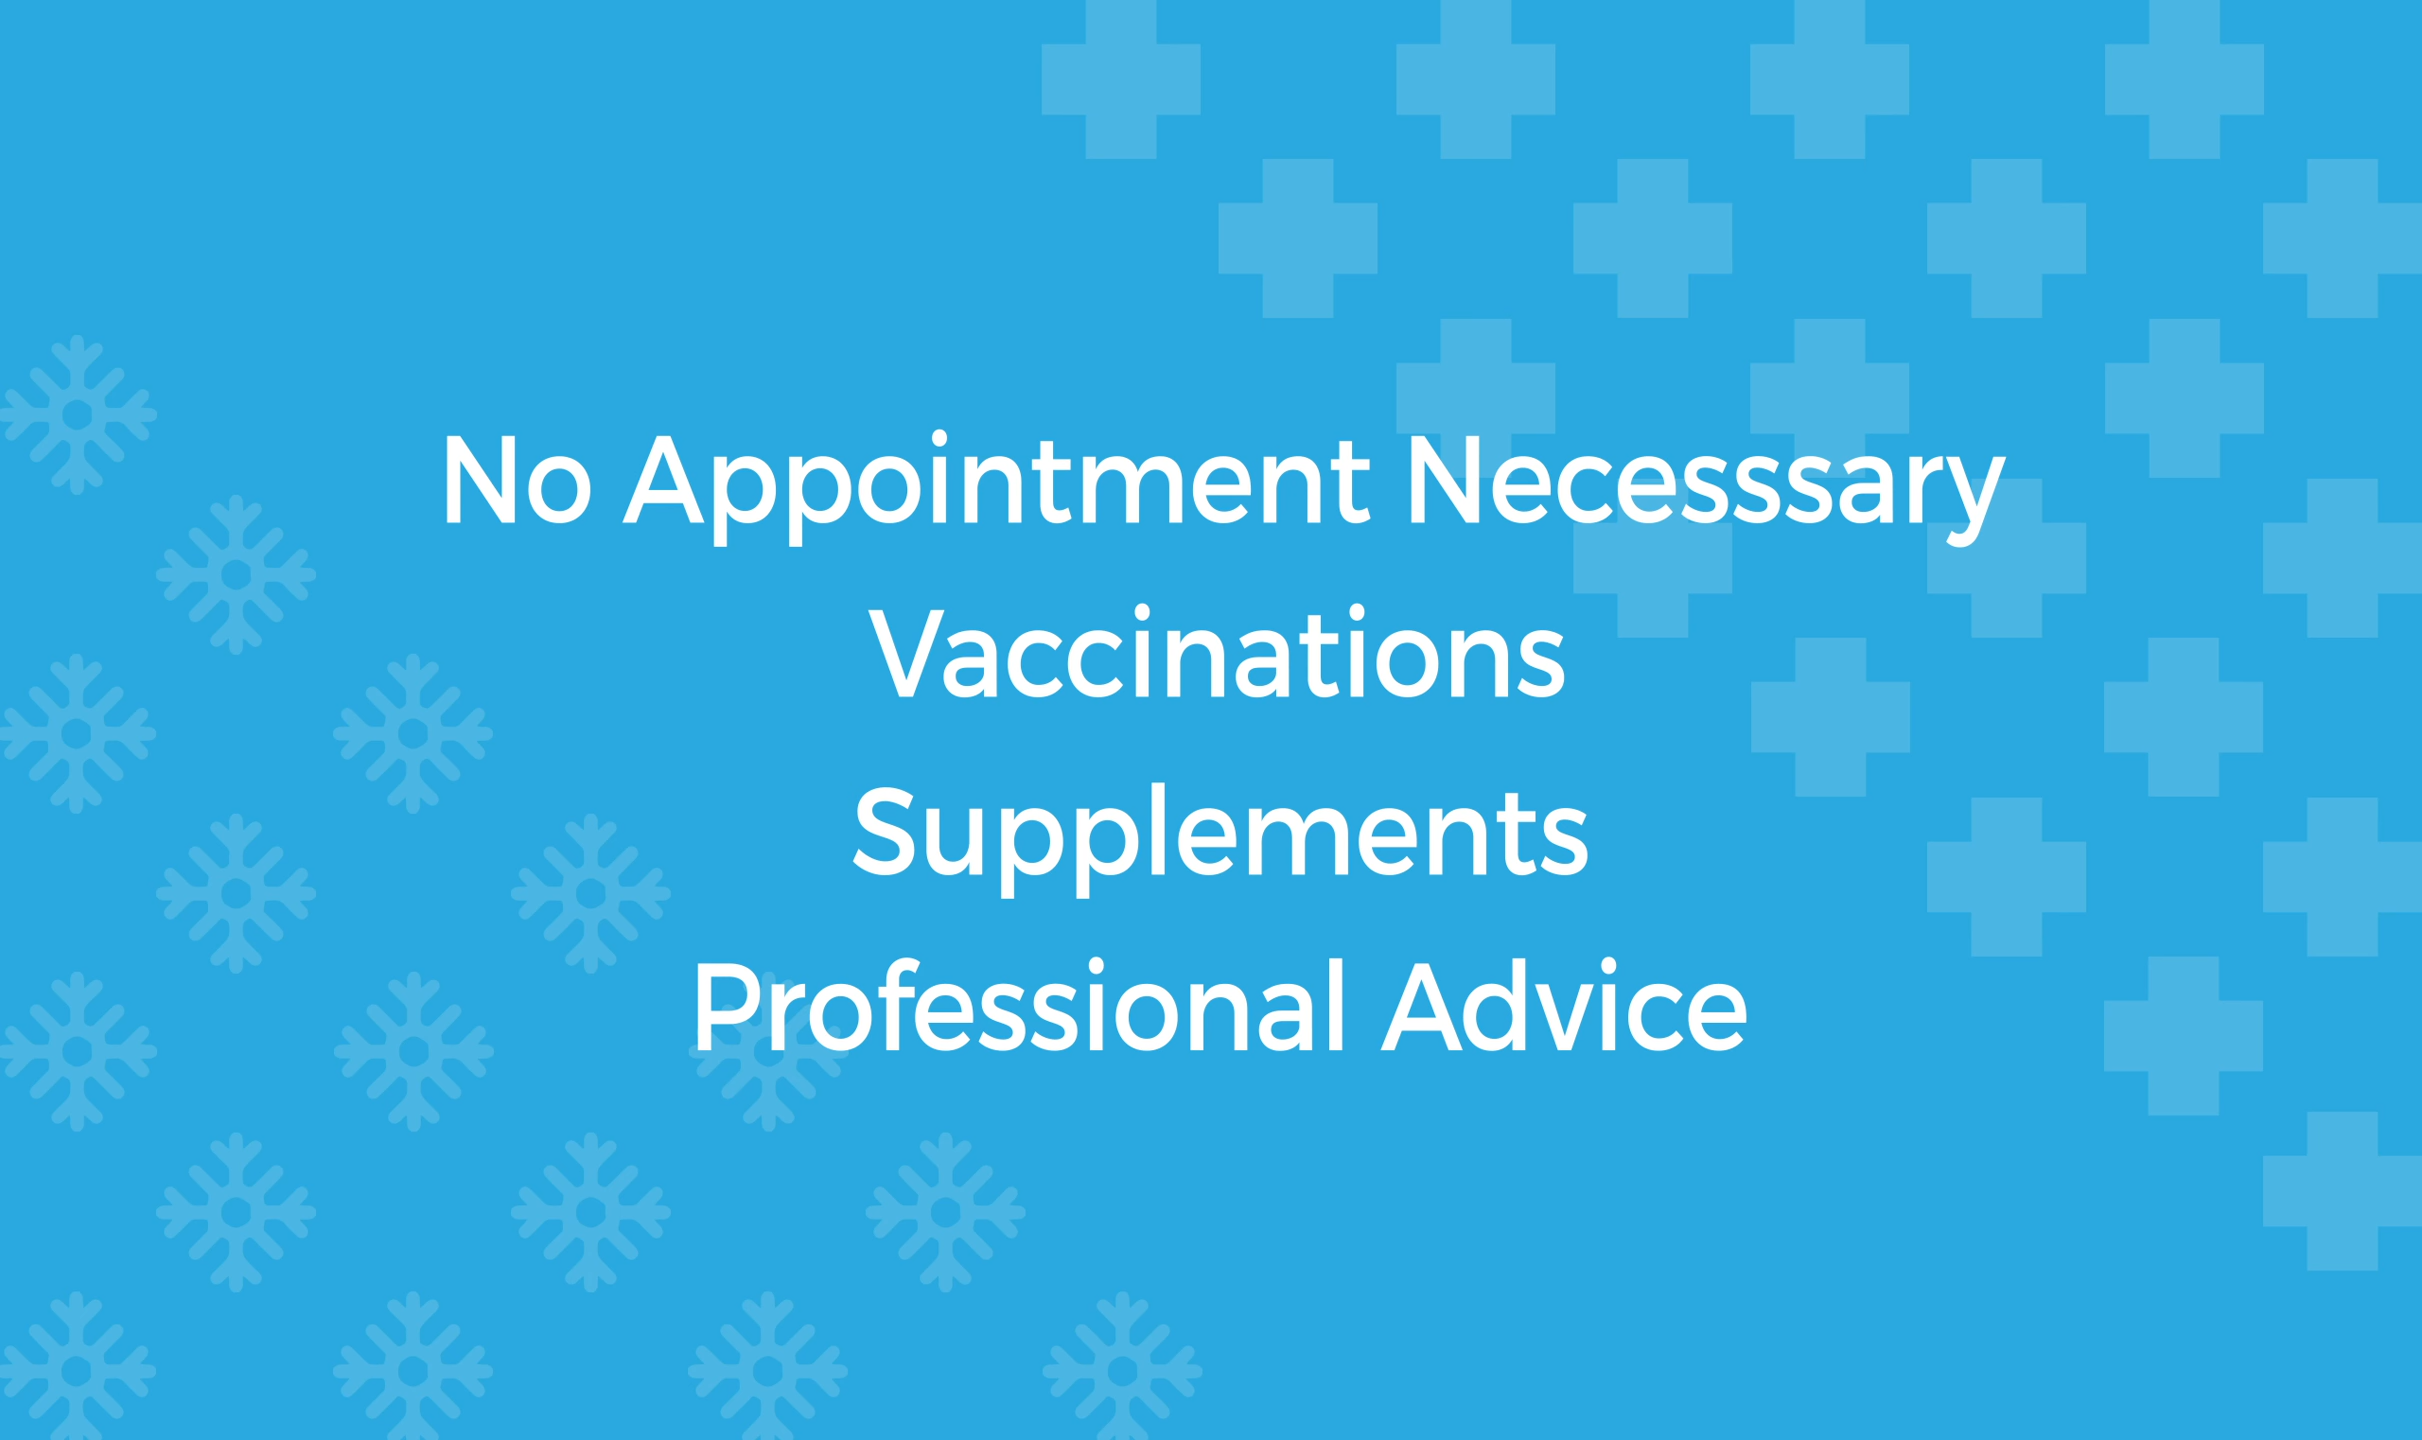 No Appointment Necesssary
Vaccinations
Supplements
Professional Advice